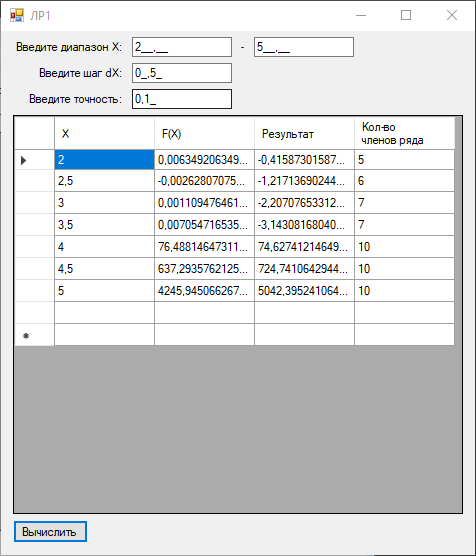 ЛР1
Введите диапазон X: 2__,__ - 5__,__
Введите шаг dX: 0_,5_
Введите точность: 0,1_
X F(X) Результат Кол-во членов ряда
2 0,006349206349... -0,41587301587... 5
2,5 -0,00262807075... -1,21713690244... 6
3 0,001109476461... -2,20707653312... 7
3,5 0,007054716535... -3,14308168040... 7
4 76,48814647311... 74,62741214649... 10
4,5 637,2935762125... 724,7410642944... 10
5 4245,945066267... 5042,395241064... 10
Вычислить